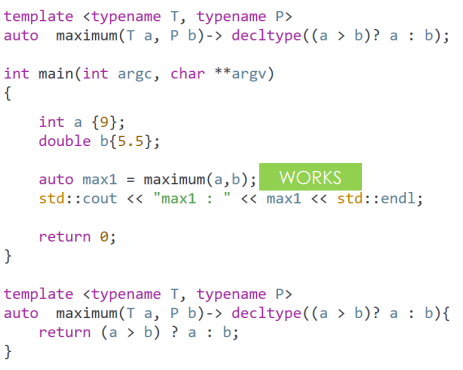 template <typename T, typename P>
auto  maximum(T a, P b)-> decltype((a > b)? a : b);
int main(int argc, char **argv)
{
    int a {9};
    double b{5.5};
    auto max1 = maximum(a,b); WORKS
    std::cout << "max1 : " << max1 << std::endl;
    return 0;
}
template <typename T, typename P>
auto  maximum(T a, P b)-> decltype((a > b)? a : b){
    return (a > b) ? a : b;
}